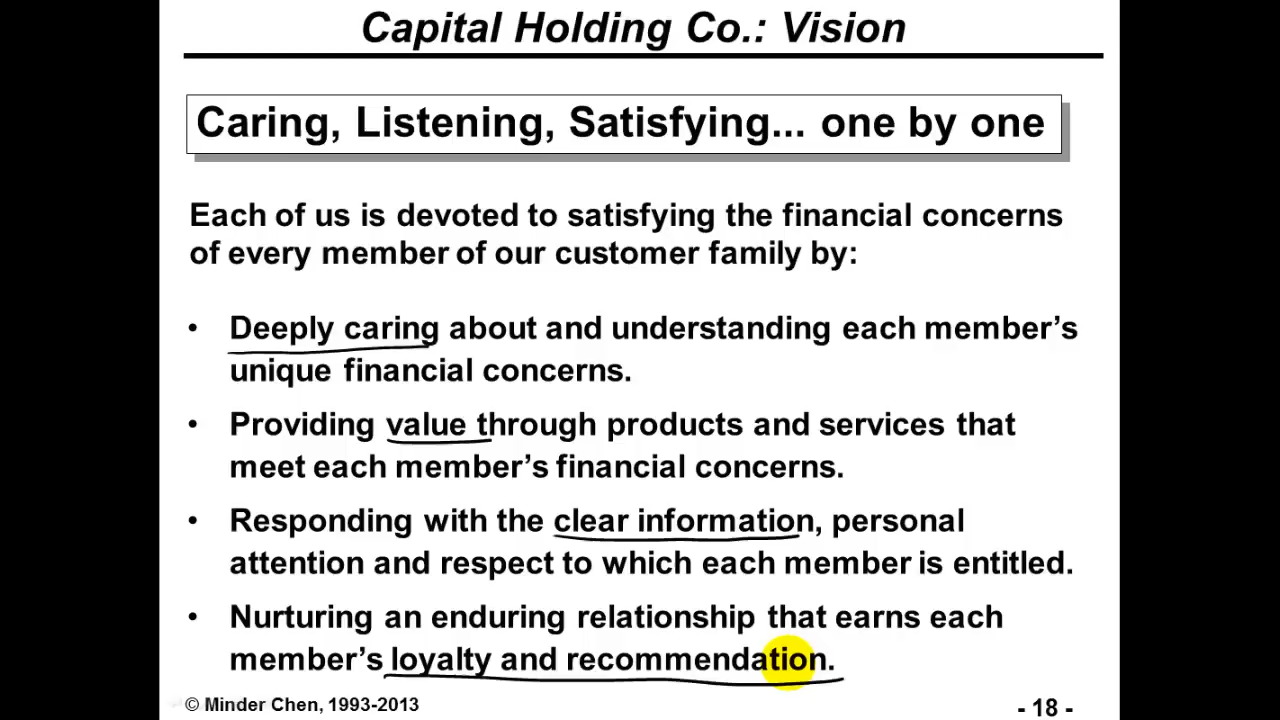 Capital Holding Co.: Vision
Caring, Listening, Satisfying... one by one
Each of us is devoted to satisfying the financial concerns
of every member of our customer family by:
• Deeply caring about and understanding each member’s
unique financial concerns.
• Providing value through products and services that
meet each member’s financial concerns.
• Responding with the clear information, personal
attention and respect to which each member is entitled.
• Nurturing an enduring relationship that earns each
member’s loyalty and recommendation.
© Minder Chen, 1993-2013
- 18 -